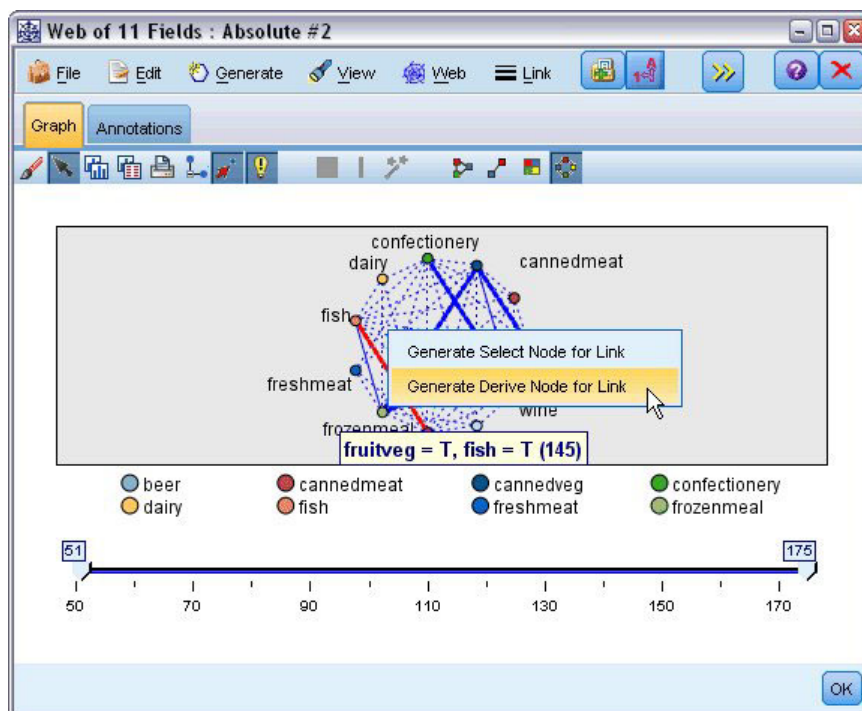 Web of 11 Fields : Absolute #2
File Edit Generate View Web Link
Graph Annotations
confectionery
dairy cannedmeat
fish
Generate Select Node for Link
freshmeat Generate Derive Node for Link
wine
frozenmeal
fruitveg = T, fish = T (145)
beer cannedmeat cannedveg confectionery
dairy fish freshmeat frozenmeal
51 175
50 70 90 110 130 150 170
OK